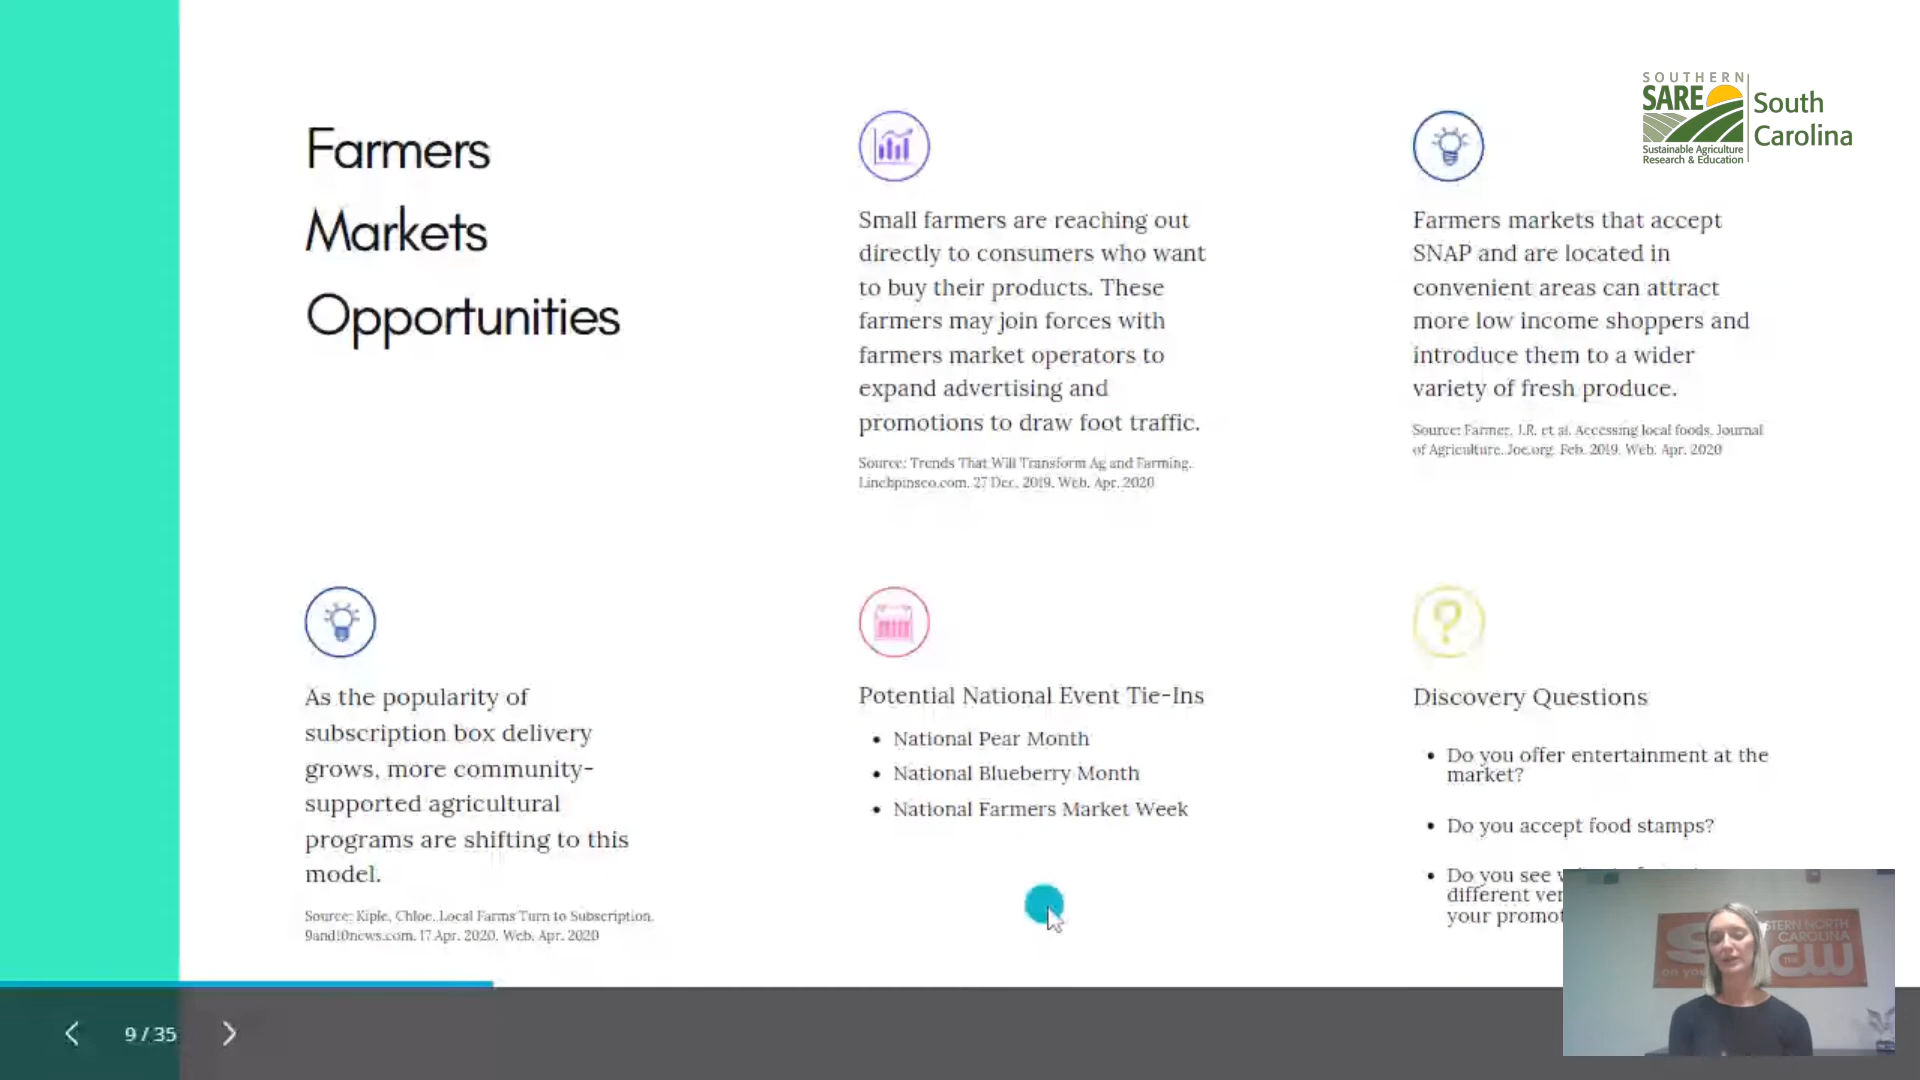 Farmers
Markets
Opportunities
Small farmers are reaching out
directly to consumers who want
to buy their products. These
farmers may join forces with
farmers market operators to
expand advertising and
promotions to draw foot traffic.
Source: Trends That Will Transform Ag and Farming.
Linchpinseo.com. 27 Dec. 2019. Web. Apr. 2020
Farmers markets that accept
SNAP and are located in
convenient areas can attract
more low income shoppers and
introduce them to a wider
variety of fresh produce.
Source: Farmer, J.R. et al. Accessing local foods. Journal
of Agriculture. Joe.org. Feb. 2019. Web. Apr. 2020
SOUTHERN
SARE
Sustainable Agriculture
Research & Education
South
Carolina
As the popularity of
subscription box delivery
grows, more community-
supported agricultural
programs are shifting to this
model.
Source: Kiple, Chloe. Local Farms Turn to Subscription.
9and10news.com. 17 Apr. 2020. Web. Apr. 2020
Potential National Event Tie-Ins
• National Pear Month
• National Blueberry Month
• National Farmers Market Week
Discovery Questions
• Do you offer entertainment at the
market?
• Do you accept food stamps?
• Do you see
different
your
STERN NORTH
CAROLINA
on
THE
CW
9 / 35